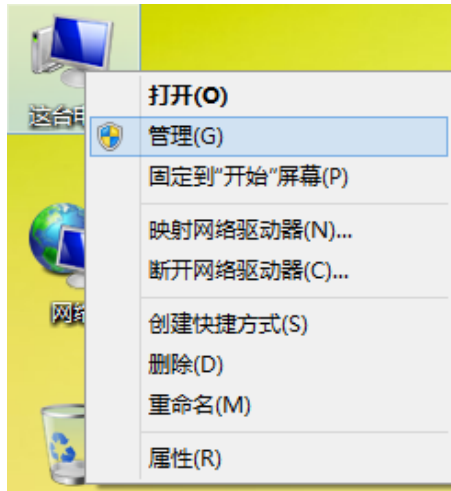 这台电
打开(O)
管理(G)
固定到"开始"屏幕(P)
映射网络驱动器(N)...
断开网络驱动器(C)...
网络
创建快捷方式(S)
删除(D)
重命名(M)
属性(R)